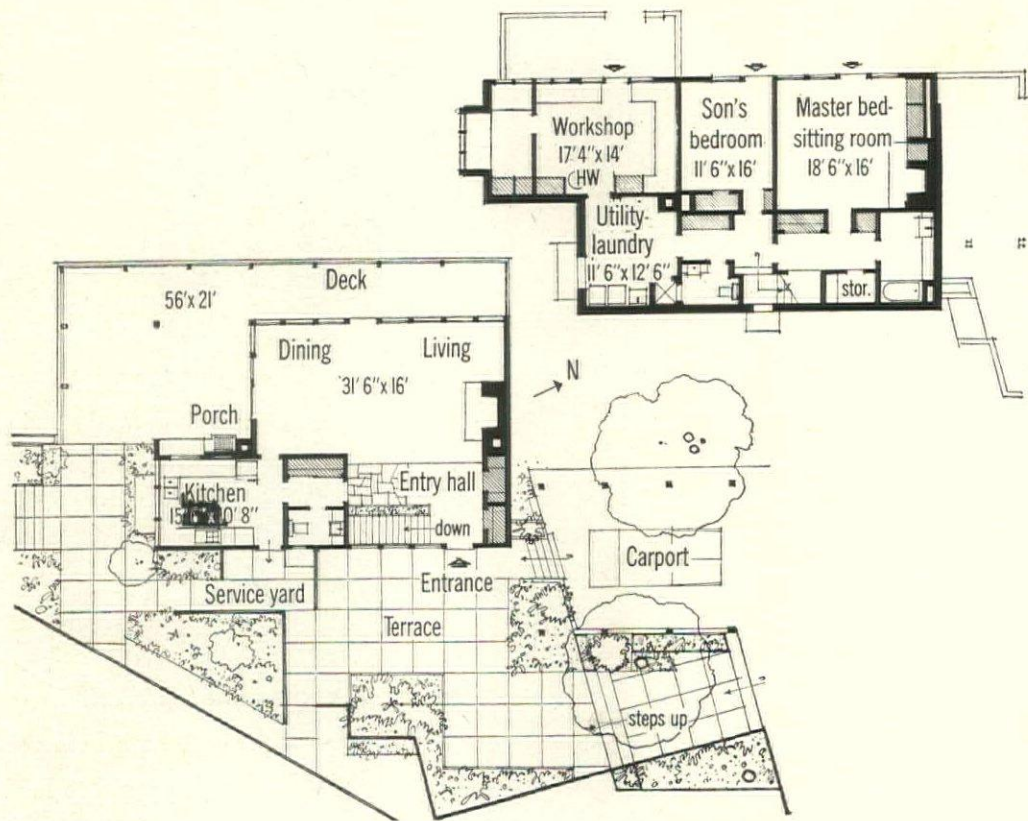 Workshop
17' 4" x 14'
HW
Son's
bedroom
11' 6" x 16'
Master bed-
sitting room
18' 6" x 16'
Utility-
laundry
11' 6" x 12' 6"
stor.
Deck
56' x 21'
Dining
Living
31' 6" x 16'
N
Porch
Kitchen
Entry hall
down
Carport
Entrance
Service yard
Terrace
steps up